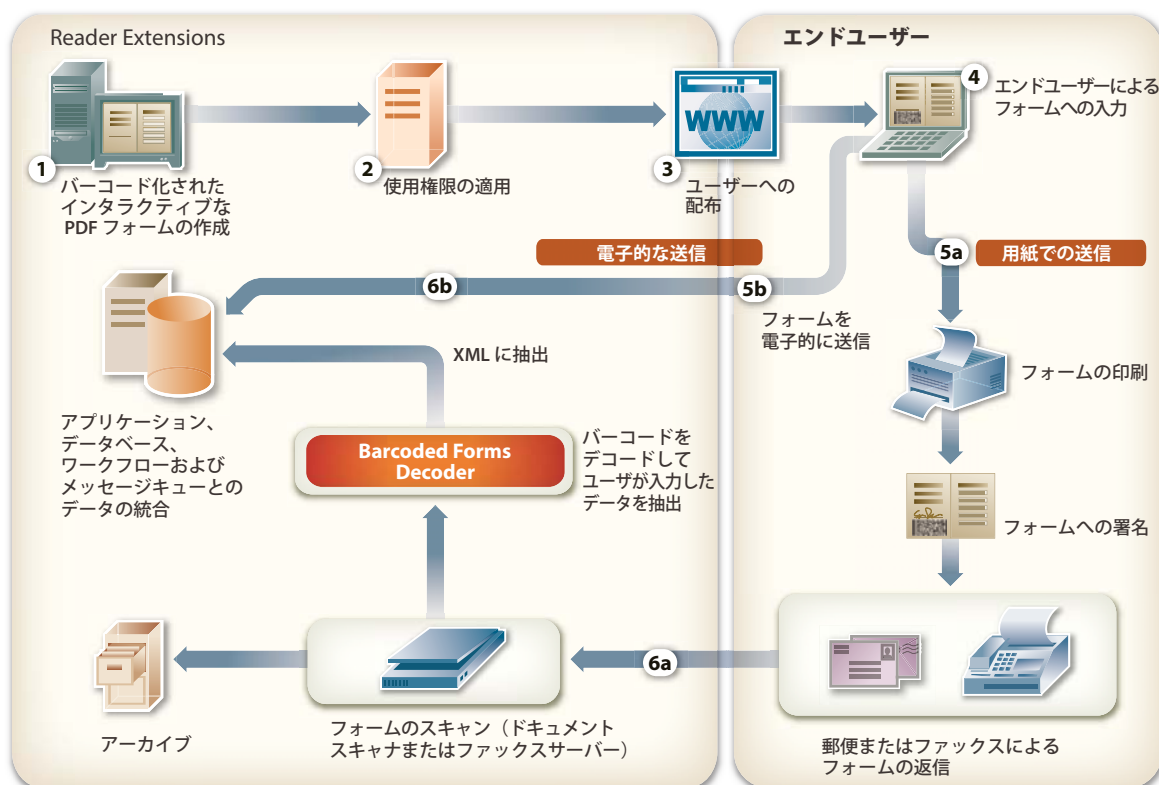 Reader Extensions
エンドユーザー
1
バーコード化された
インタラクティブな
PDF フォームの作成
2
使用権限の適用
WWW
3
ユーザーへの
配布
4
エンドユーザーによる
フォームへの入力
電子的な送信
5a
用紙での送信
6b
5b
フォームを
電子的に送信
XML に抽出
フォームの印刷
アプリケーション、
データベース、
ワークフローおよび
メッセージキューとの
データの統合
Barcoded Forms
Decoder
バーコードを
デコードして
ユーザが入力した
データを抽出
フォームへの署名
6a
アーカイブ
フォームのスキャン（ドキュメント
スキャナまたはファックスサーバー）
郵便またはファックスによる
フォームの返信